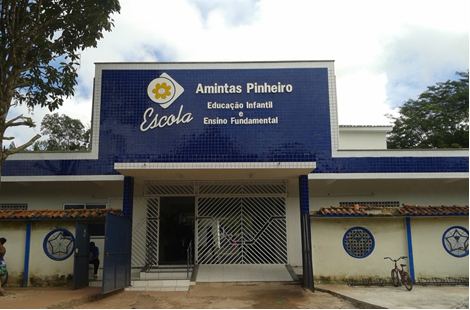 Escola
Amintas Pinheiro
Educação Infantil
e
Ensino Fundamental